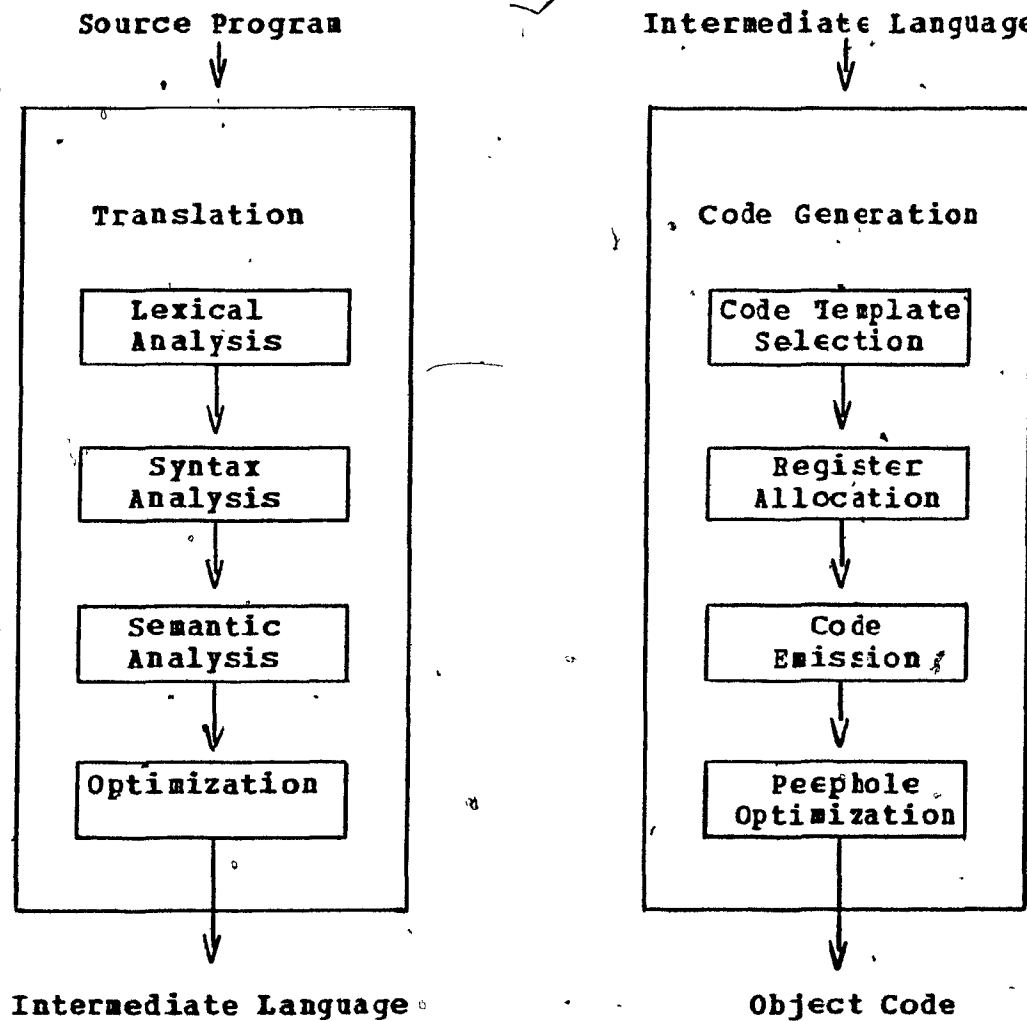 Source Program
Translation
Lexical
Analysis
Syntax
Analysis
Semantic
Analysis
Optimization
Intermediate Language
Intermediate Language
Code Generation
Code Template
Selection
Register
Allocation
Code
Emission
Peephole
Optimization
Object Code